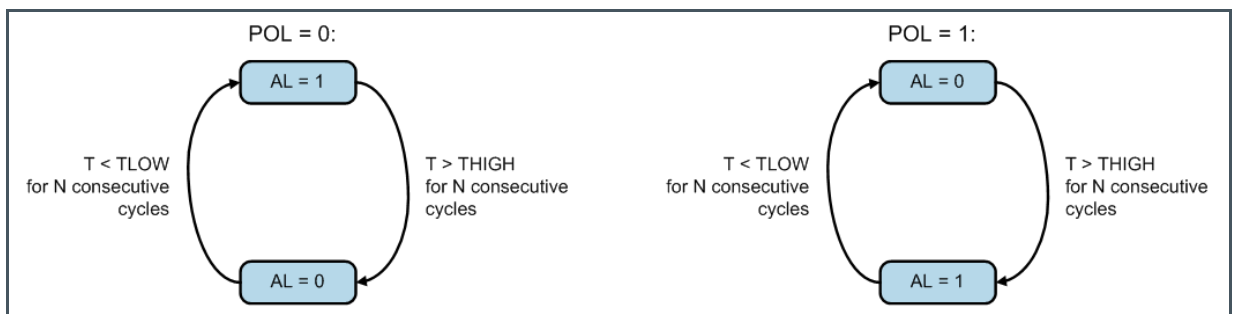 POL = 0:
AL = 1
T < TLOW
for N consecutive
cycles
T > THIGH
for N consecutive
cycles
AL = 0
POL = 1:
AL = 0
T < TLOW
for N consecutive
cycles
T > THIGH
for N consecutive
cycles
AL = 1